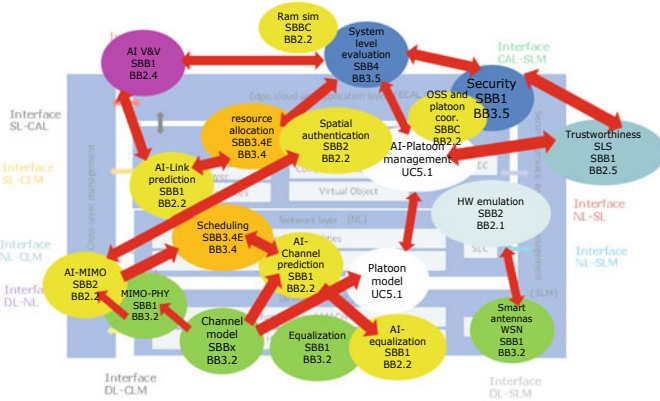 Ram sim
SBBC
BB2.2
System
level
evaluation
SBB4
BB3.5
AI V&V
SBB1
BB2.4
Interface
CAL-SLM
Security
SBB1
BB3.5
OSS and
platoon
coor.
SBBC
BB2.2
resource
allocation
SBB3.4E
BB3.4
Spatial
authentication
SBB2
BB2.2
AI-Platoon
management
UC5.1
Trustworthiness
SLS
SBB1
BB2.5
Interface
SL-CAL
AI-Link
prediction
SBB1
BB2.2
Interface
SL-CLM
Cross-layer management
EC
Virtual Object
HW emulation
SBB2
BB2.1
Interface
NL-SL
Network layer (NL)
Scheduling
SBB3.4E
BB3.4
AI-
Channel
prediction
SBB1
BB2.2
Interface
NL-CLM
SEC
Interface
NL-SLM
AI-MIMO
SBB2
BB2.2
Platoon
model
UC5.1
DL-NL
(SLM)
MIMO-PHY
SBB1
BB3.2
Channel
model
SBBx
BB3.2
Equalization
SBB1
BB3.2
AI-
equalization
SBB1
BB2.2
Smart
antennas
WSN
SBB1
BB3.2
Interface
DL-CLM
Interface
DL-SLM